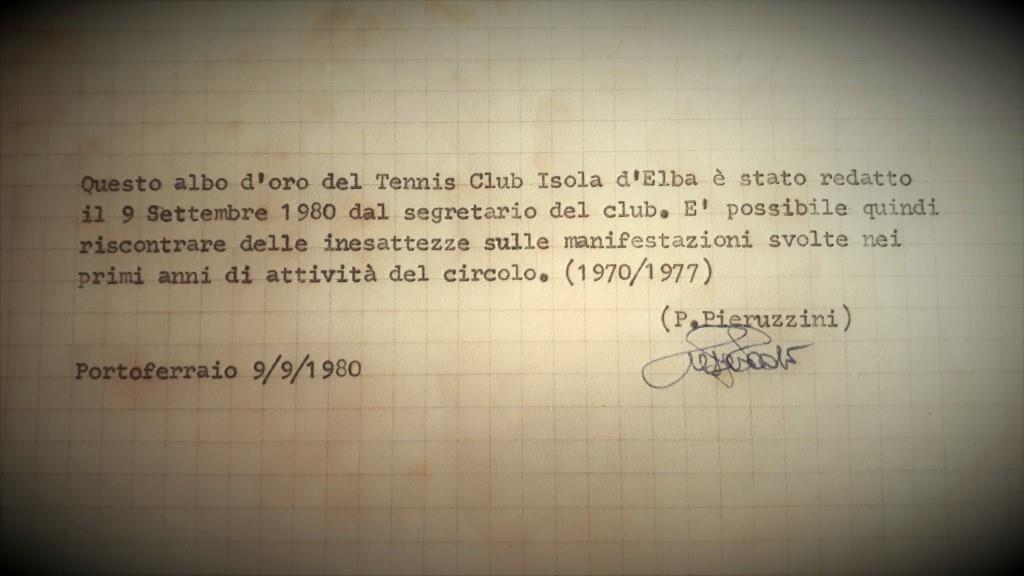 Questo albo d'oro del Tennis Club Isola d'Elba è stato redatto
il 9 Settembre 1980 dal segretario del club. E' possibile quindi
riscontrare delle inesattezze sulle manifestazioni svolte nei
primi anni di attività del circolo. (1970/1977)
(P.Pieruzzini)
Portoferraio 9/9/1980